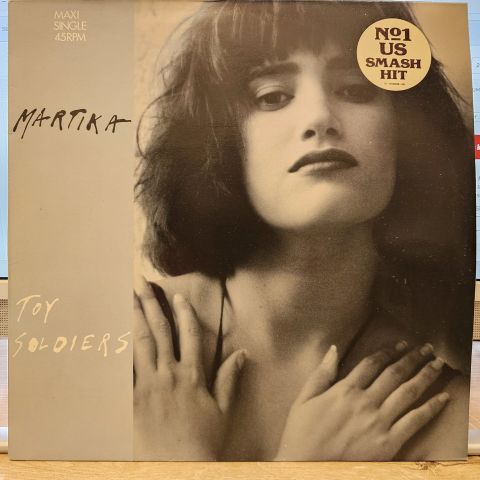 MAXI
SINGLE
45RPM
No1
US
SMASH
HIT
MARTIKA
TOY
SOLDIERS